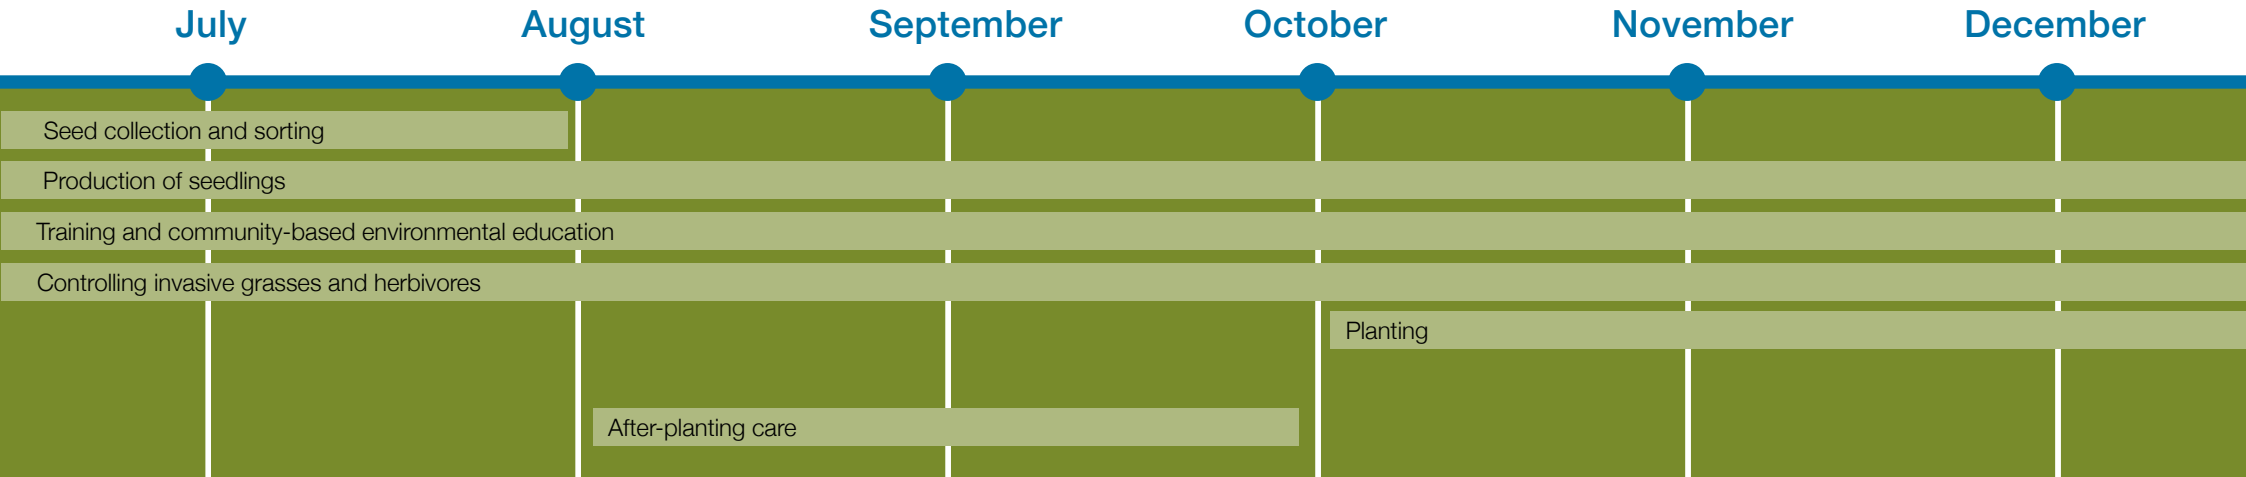 July August September October November December
Seed collection and sorting
Production of seedlings
Training and community-based environmental education
Controlling invasive grasses and herbivores
Planting
After-planting care